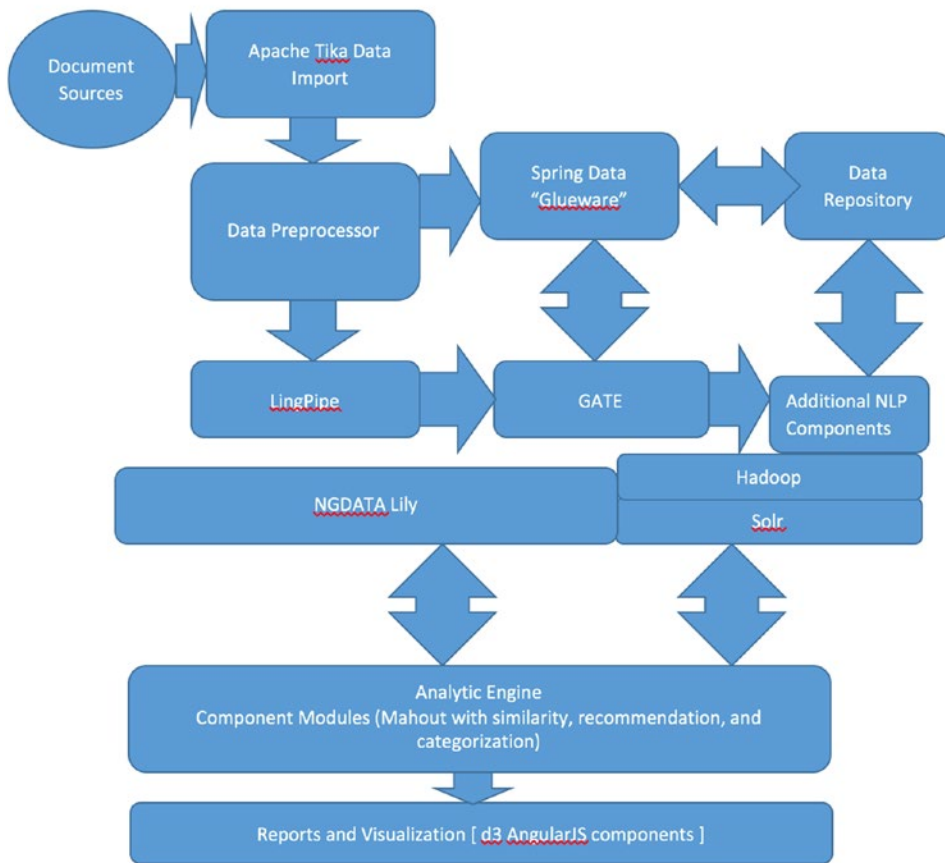 Document
Sources
Apache Tika Data
Import
Data Preprocessor
Spring Data
“Glueware”
Data
Repository
LingPipe
GATE
Additional NLP
Components
NGDATA Lily
Hadoop
Solr
Analytic Engine
Component Modules (Mahout with similarity, recommendation, and
categorization)
Reports and Visualization [ d3 AngularJS components ]